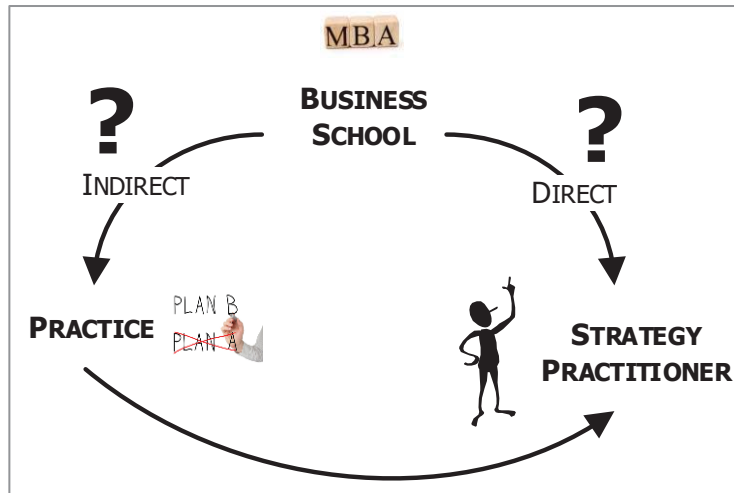 MBA
BUSINESS
SCHOOL
?
?
INDIRECT
DIRECT
PLAN B
PLAN A
PRACTICE
STRATEGY
PRACTITIONER